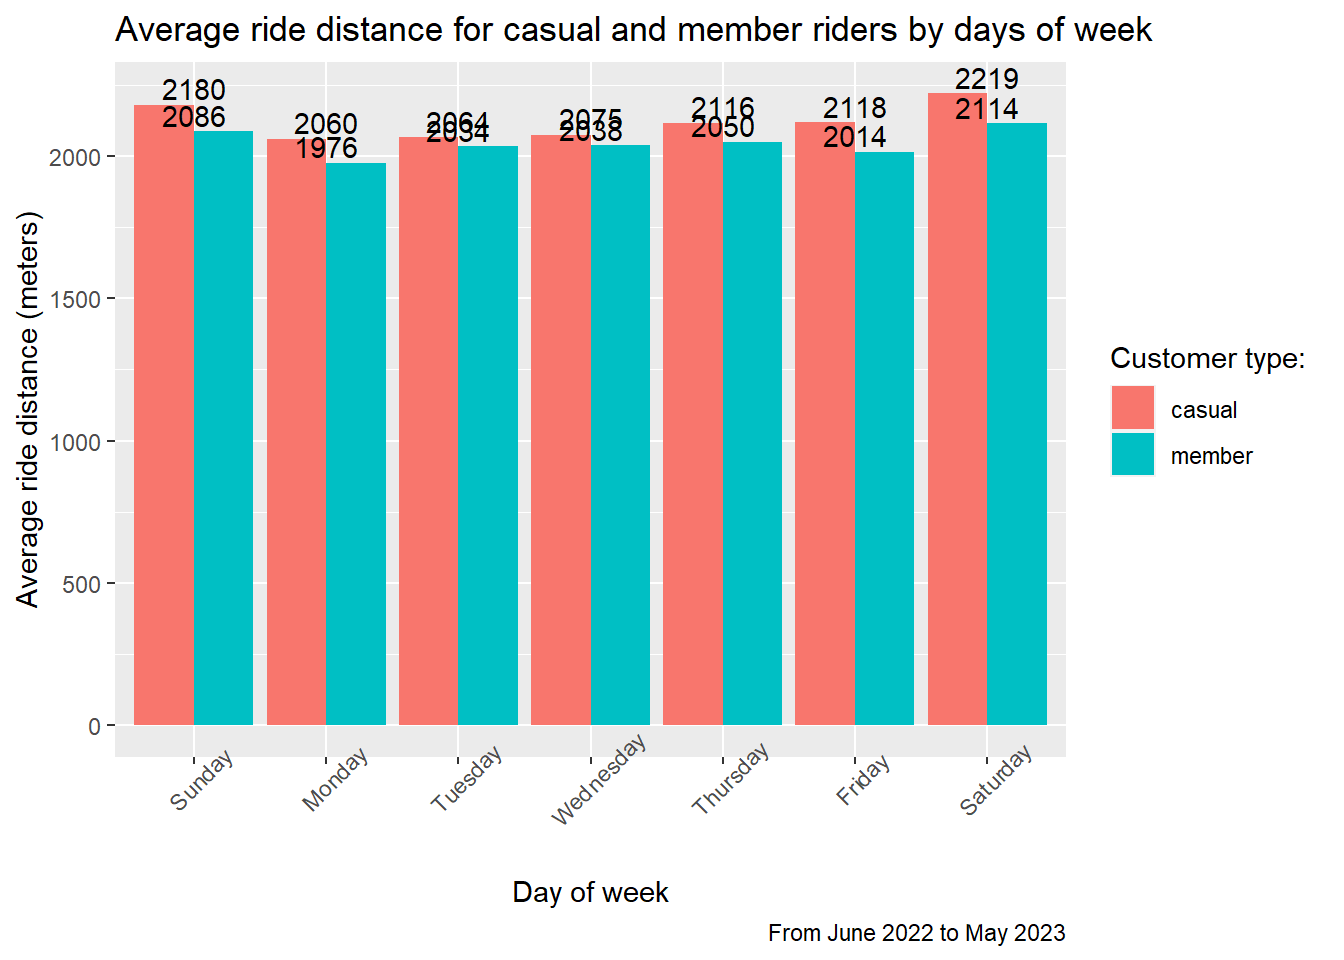 Average ride distance for casual and member riders by days of week
Average ride distance (meters)
2000
1500
1000
500
0
2180
2086
2060
1976
2064
2034
2075
2038
2116
2050
2118
2014
2219
2114
Sunday
Monday
Tuesday
Wednesday
Thursday
Friday
Saturday
Day of week
Customer type:
casual
member
From June 2022 to May 2023